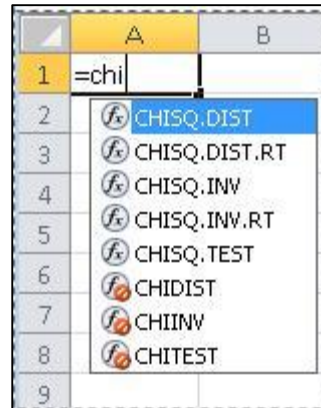 A B
1 =chi
2 CHISQ.DIST
3 CHISQ.DIST.RT
4 CHISQ.INV
5 CHISQ.INV.RT
CHISQ.TEST
6 CHIDIST
7 CHIINV
8 CHITEST
9